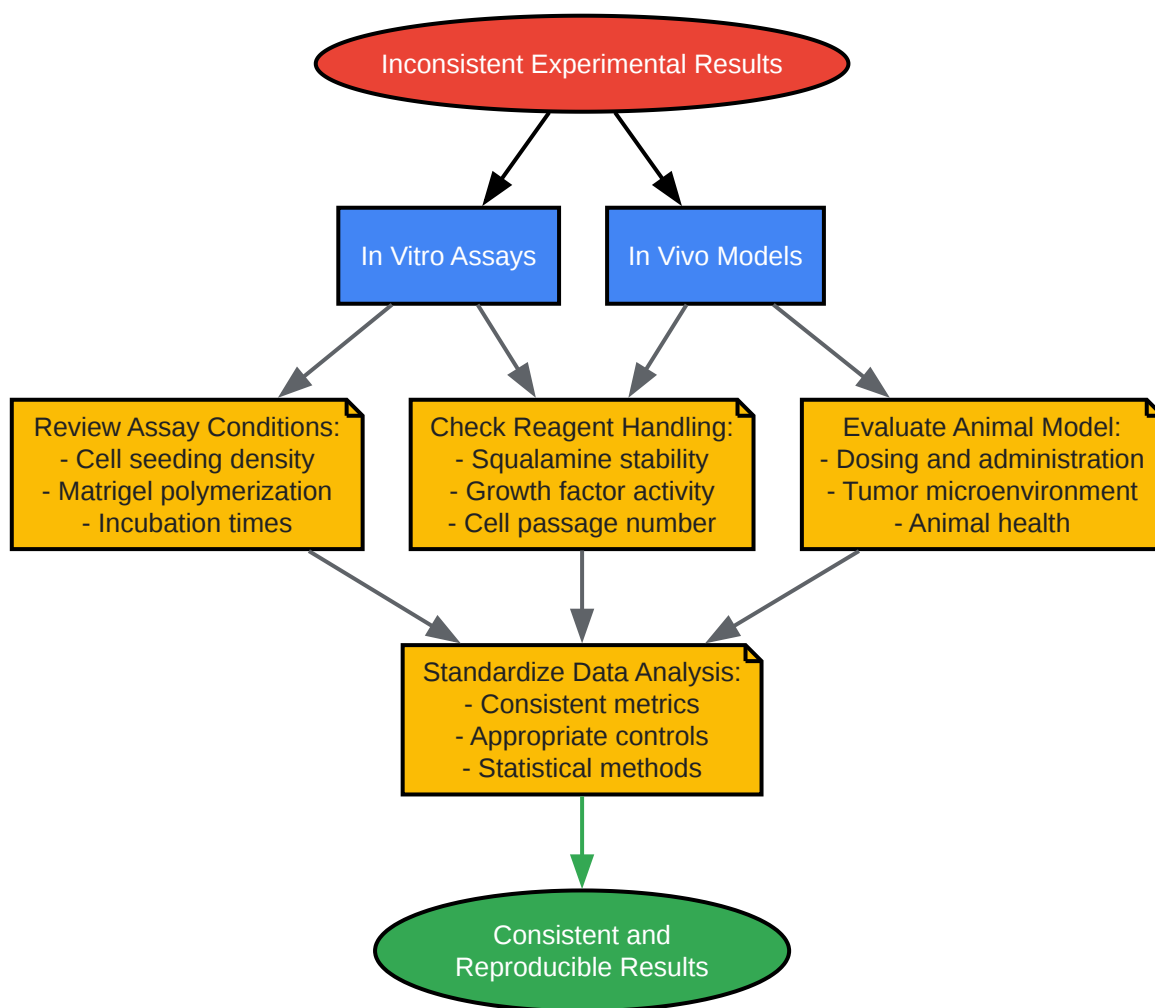 Inconsistent Experimental Results
In Vitro Assays
In Vivo Models
Review Assay Conditions:
- Cell seeding density
- Matrigel polymerization
- Incubation times
Check Reagent Handling:
- Squalamine stability
- Growth factor activity
- Cell passage number
Evaluate Animal Model:
- Dosing and administration
- Tumor microenvironment
- Animal health
Standardize Data Analysis:
- Consistent metrics
- Appropriate controls
- Statistical methods
Consistent and
Reproducible Results